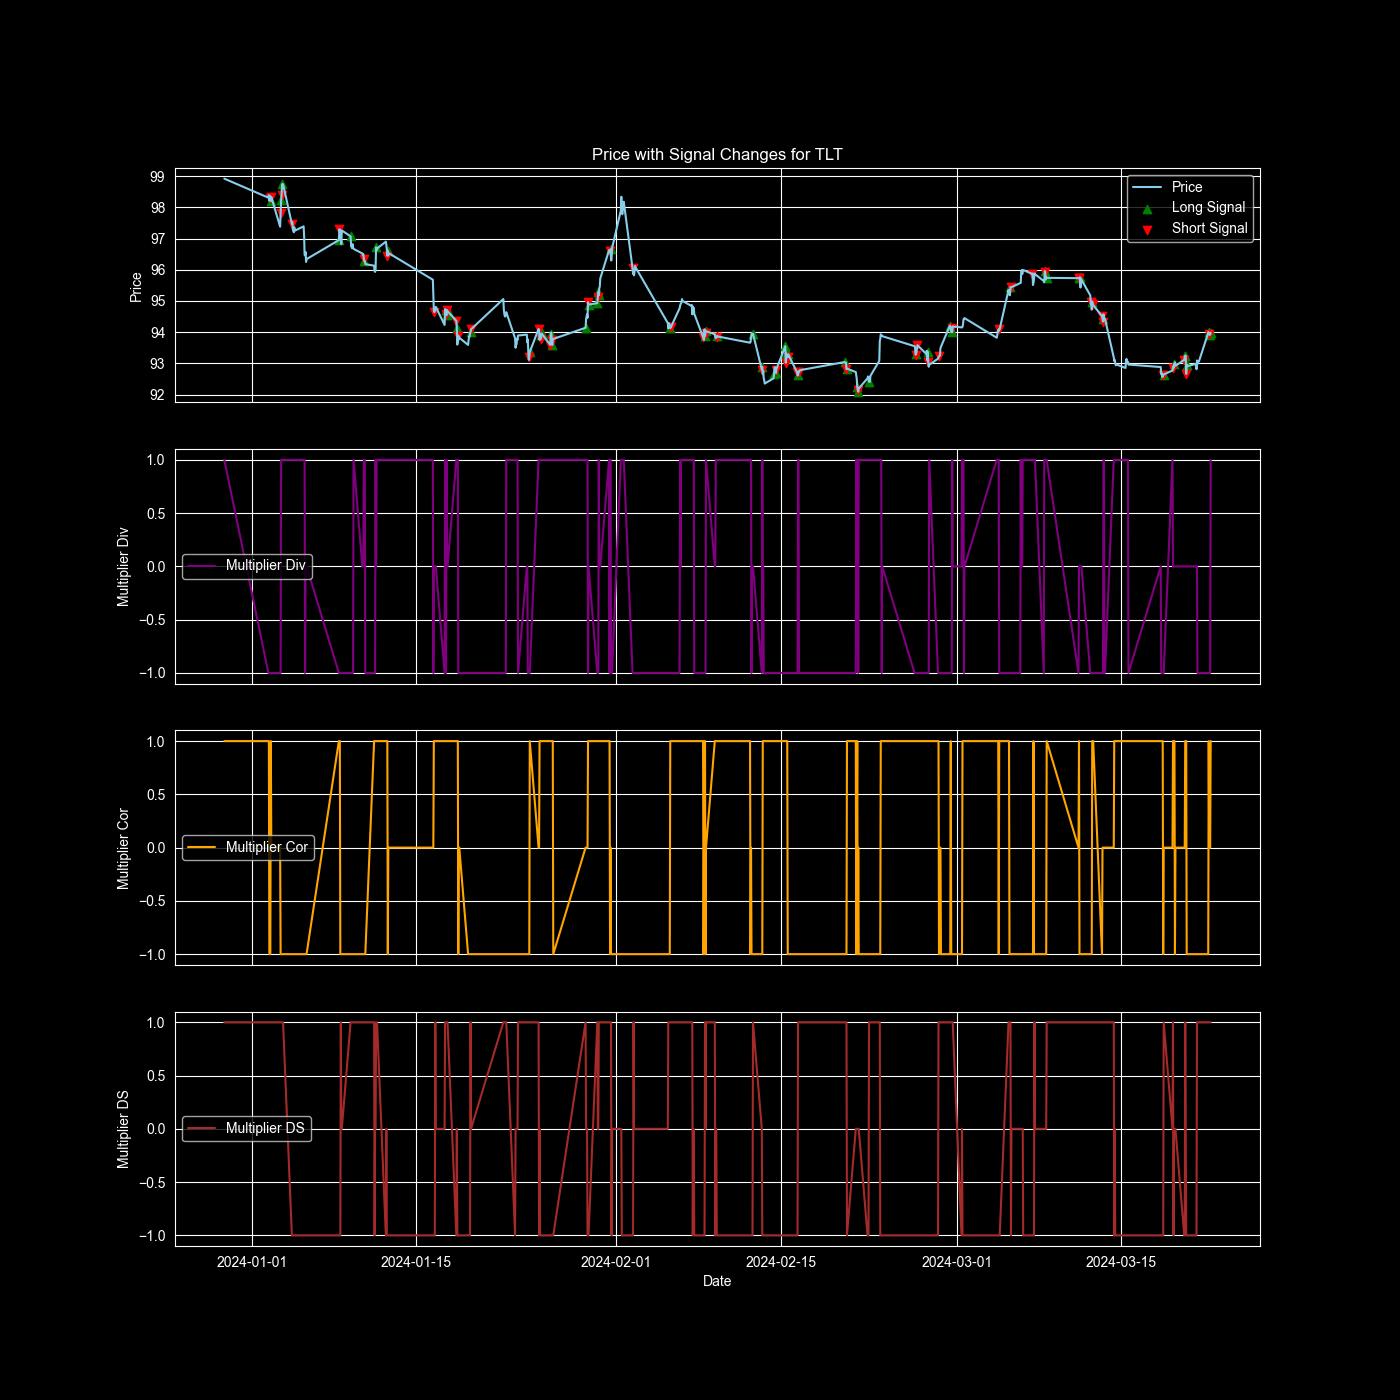 Price with Signal Changes for TLT
Price
99
98
97
96
95
94
93
92
Price
Long Signal
Short Signal
Multiplier Div
1.0
0.5
0.0
−0.5
−1.0
Multiplier Div
Multiplier Cor
1.0
0.5
0.0
−0.5
−1.0
Multiplier Cor
Multiplier DS
1.0
0.5
0.0
−0.5
−1.0
Multiplier DS
2024-01-01
2024-01-15
2024-02-01
2024-02-15
2024-03-01
2024-03-15
Date